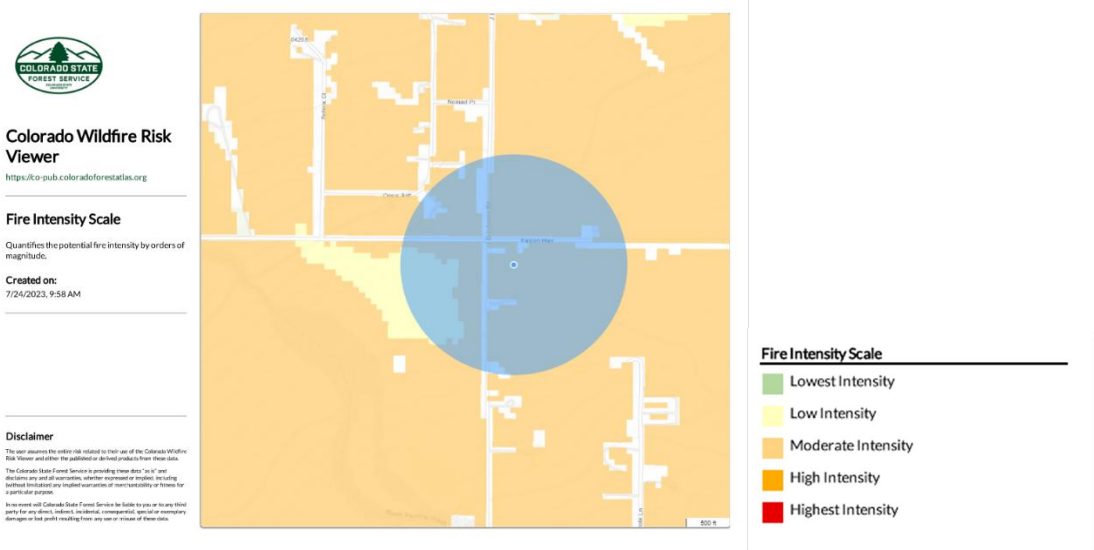 COLORADO STATE
FOREST SERVICE
COLORADO STATE
UNIVERSITY
Colorado Wildfire Risk
Viewer
https://co-pub.coloradoforestatlas.org
Fire Intensity Scale
Quantifies the potential fire intensity by orders of
magnitude.
Created on:
7/24/2023, 9:58 AM
Disclaimer
The user assumes the entire risk related to their use of the Colorado Wildfire
Risk Viewer and either the published or derived products from these data.
The Colorado State Forest Service is providing these data "as is" and
disclaims any and all warranties, whether expressed or implied, including
(without limitation) any implied warranties of merchantability or fitness for
a particular purpose.
In no event will Colorado State Forest Service be liable to you or to any third
party for any direct, indirect, incidental, consequential, special or exemplary
damages or lost profit resulting from any use or misuse of these data.
Nomad Pl
Falcon Hwy
500 ft
Fire Intensity Scale
Lowest Intensity
Low Intensity
Moderate Intensity
High Intensity
Highest Intensity